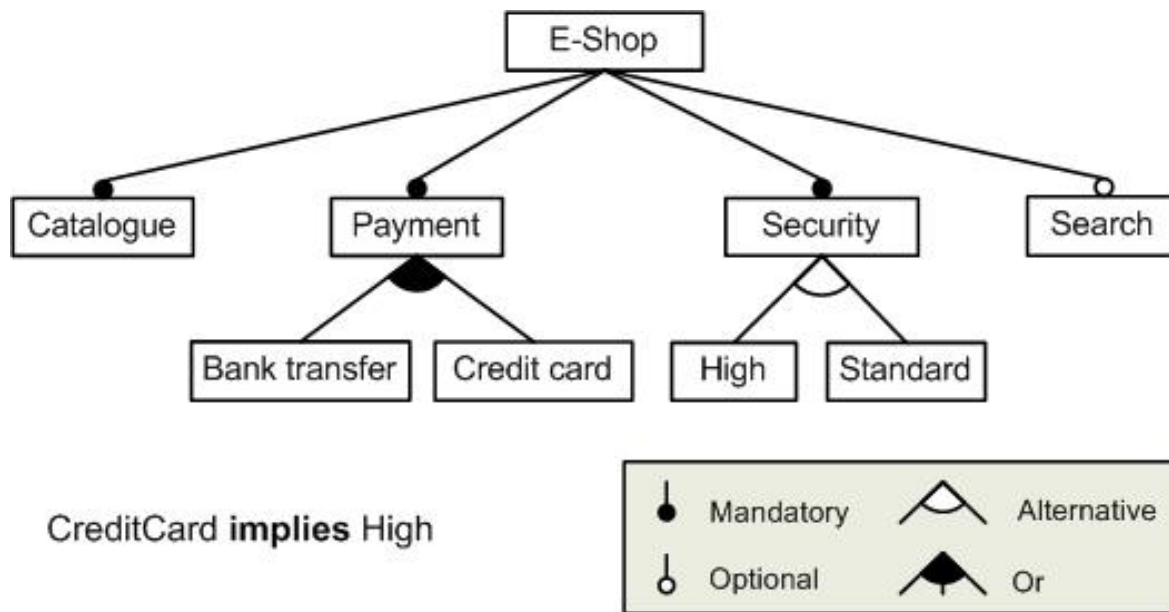 E-Shop
Catalogue
Payment
Security
Search
Bank transfer
Credit card
High
Standard
CreditCard implies High
Mandatory
Alternative
Optional
Or